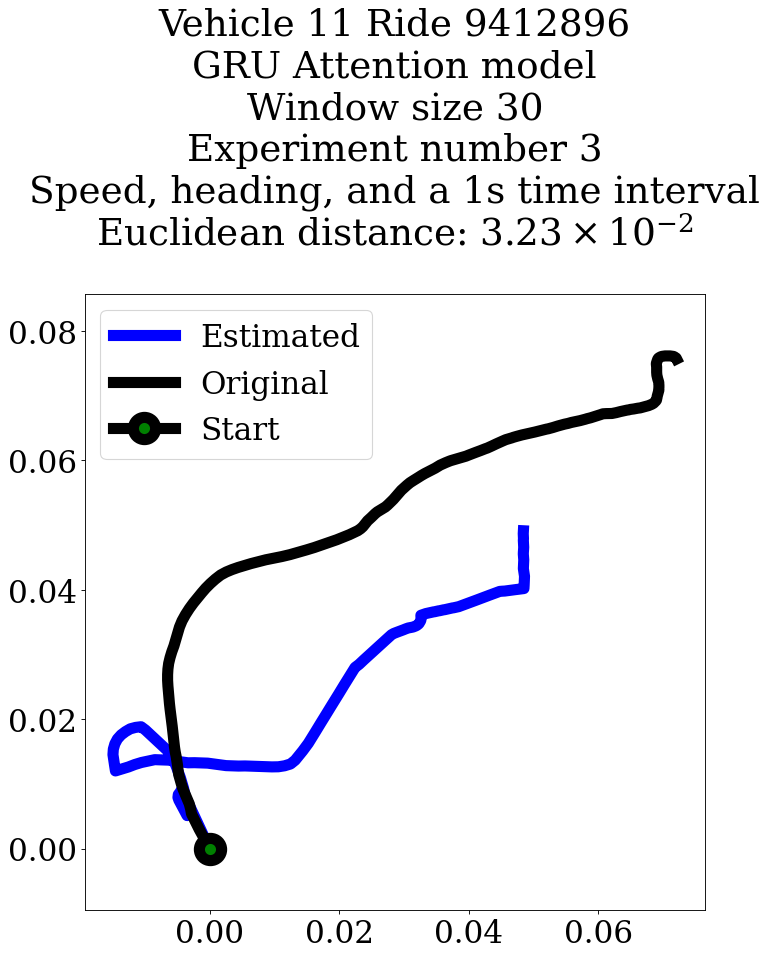 Vehicle 11 Ride 9412896
GRU Attention model
Window size 30
Experiment number 3
Speed, heading, and a 1s time interval
Euclidean distance: 3.23 × 10⁻²
Estimated
Original
Start
0.08
0.06
0.04
0.02
0.00
0.00 0.02 0.04 0.06